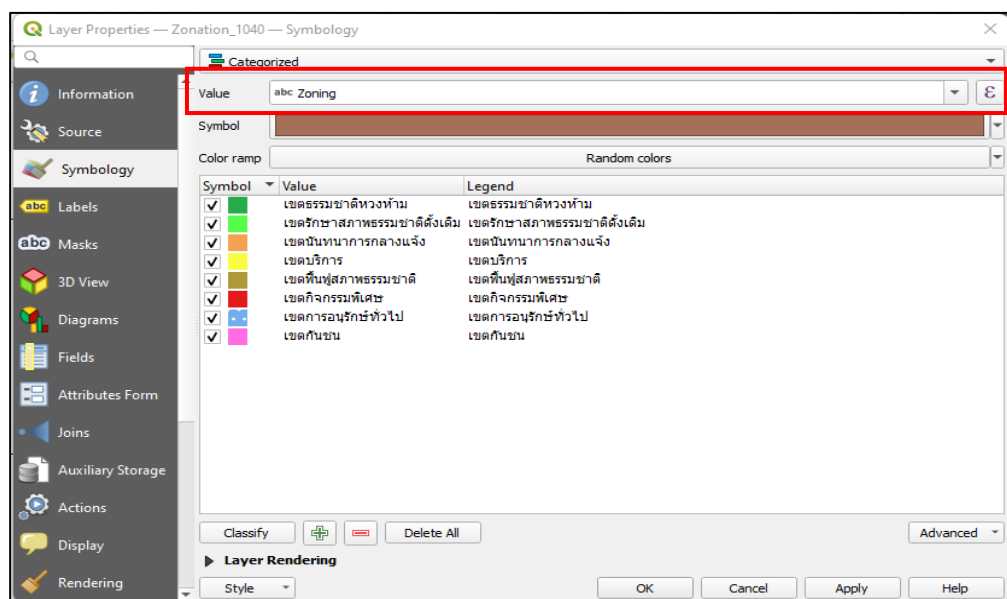 Layer Properties — Zonation_1040 — Symbology
Categorized
Information
Value abc Zoning ε
Source
Symbol
Symbology
Color ramp Random colors
Symbol Value Legend
เขตธรรมชาติหวงห้าม เขตธรรมชาติหวงห้าม
abc Labels
เขตรักษาสภาพธรรมชาติดั้งเดิม เขตรักษาสภาพธรรมชาติดั้งเดิม
abc Masks
เขตนันทนาการกลางแจ้ง เขตนันทนาการกลางแจ้ง
เขตบริการ เขตบริการ
3D View
เขตฟื้นฟูสภาพธรรมชาติ เขตฟื้นฟูสภาพธรรมชาติ
เขตกิจกรรมพิเศษ เขตกิจกรรมพิเศษ
Diagrams
เขตการอนุรักษ์ทั่วไป เขตการอนุรักษ์ทั่วไป
เขตกันชน เขตกันชน
Fields
Attributes Form
Joins
Auxiliary Storage
Actions
Classify Delete All Advanced
Display
Layer Rendering
Rendering
Style OK Cancel Apply Help